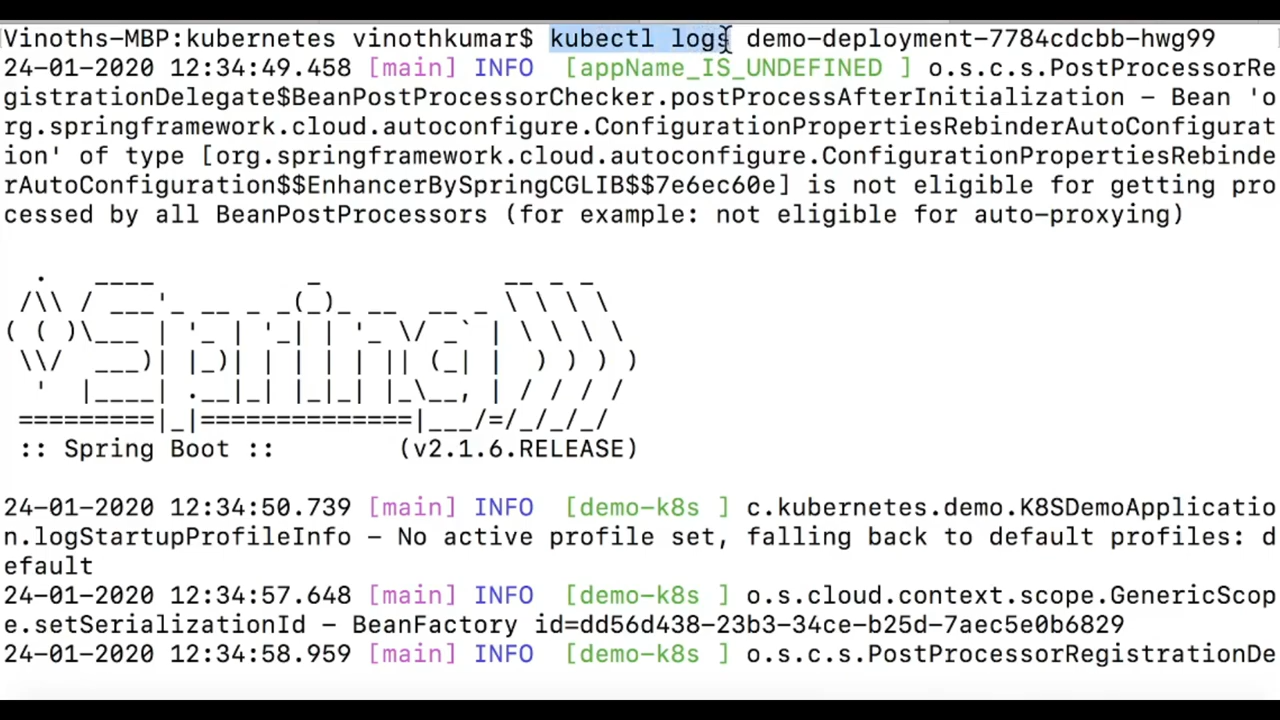 Vinoths-MBP:kubernetes vinothkumar$ kubectl logs demo-deployment-7784cdcbb-hwg99
24-01-2020 12:34:49.458 [main] INFO  [appName_IS_UNDEFINED ] o.s.c.s.PostProcessorRe
gistrationDelegate$BeanPostProcessorChecker.postProcessAfterInitialization – Bean 'o
rg.springframework.cloud.autoconfigure.ConfigurationPropertiesRebinderAutoConfigurat
ion' of type [org.springframework.cloud.autoconfigure.ConfigurationPropertiesRebinde
rAutoConfiguration$$EnhancerBySpringCGLIB$$7e6ec60e] is not eligible for getting pro
cessed by all BeanPostProcessors (for example: not eligible for auto-proxying)
Spring
:: Spring Boot ::        (v2.1.6.RELEASE)
24-01-2020 12:34:50.739 [main] INFO  [demo-k8s ] c.kubernetes.demo.K8SDemoApplicatio
n.logStartupProfileInfo – No active profile set, falling back to default profiles: d
efault
24-01-2020 12:34:57.648 [main] INFO  [demo-k8s ] o.s.cloud.context.scope.GenericScop
e.setSerializationId – BeanFactory id=dd56d438-23b3-34ce-b25d-7aec5e0b6829
24-01-2020 12:34:58.959 [main] INFO  [demo-k8s ] o.s.c.s.PostProcessorRegistrationDe